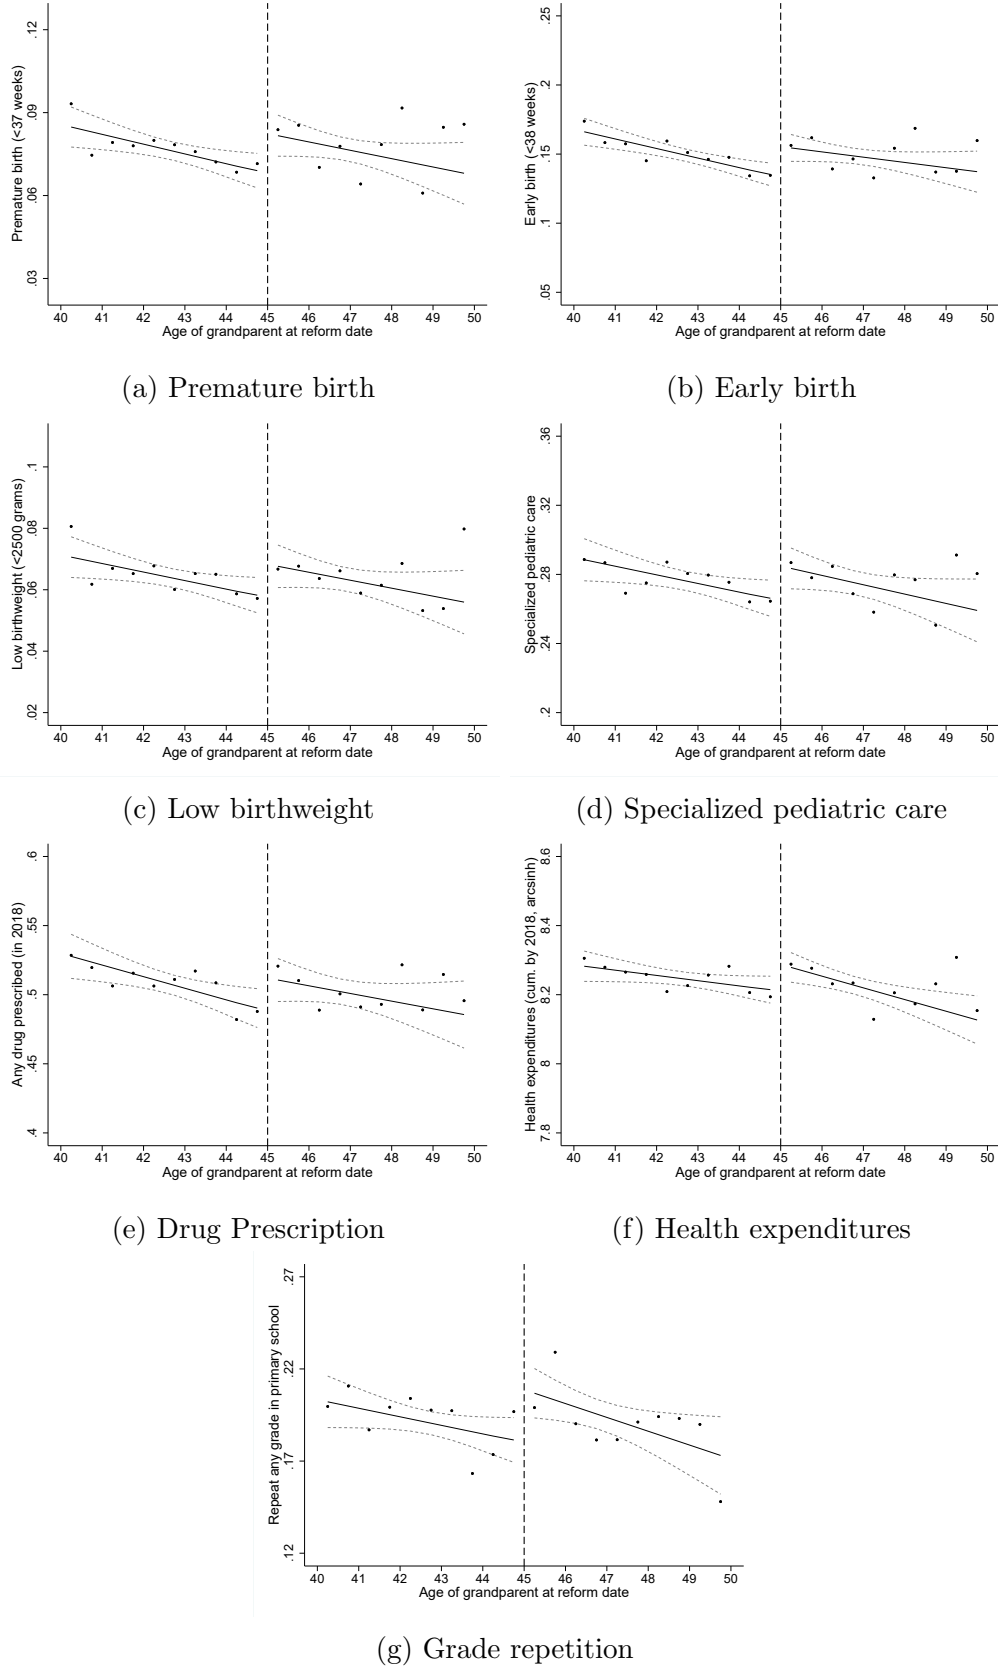 Premature birth (<37 weeks)
.12
.09
.06
.03
40 41 42 43 44 45 46 47 48 49 50
Age of grandparent at reform date
(a) Premature birth
Early birth (<38 weeks)
.25
.2
.15
.1
.05
40 41 42 43 44 45 46 47 48 49 50
Age of grandparent at reform date
(b) Early birth
Low birthweight (<2500 grams)
.1
.08
.06
.04
.02
40 41 42 43 44 45 46 47 48 49 50
Age of grandparent at reform date
(c) Low birthweight
Specialized pediatric care
.36
.32
.28
.24
.2
40 41 42 43 44 45 46 47 48 49 50
Age of grandparent at reform date
(d) Specialized pediatric care
Any drug prescribed (in 2018)
.6
.55
.5
.45
.4
40 41 42 43 44 45 46 47 48 49 50
Age of grandparent at reform date
(e) Drug Prescription
Health expenditures (cum. by 2018, arcsinh)
8.6
8.4
8.2
8
7.8
40 41 42 43 44 45 46 47 48 49 50
Age of grandparent at reform date
(f) Health expenditures
Repeat any grade in primary school
.27
.22
.17
.12
40 41 42 43 44 45 46 47 48 49 50
Age of grandparent at reform date
(g) Grade repetition